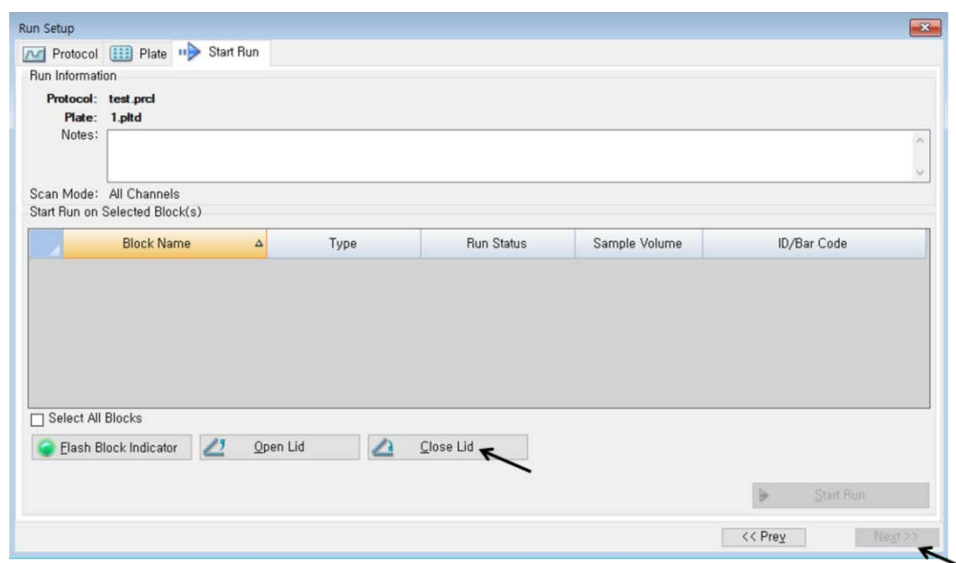 Run Setup
Protocol Plate Start Run
Run Information
Protocol: test.prcl
Plate: 1.pltd
Notes:
Scan Mode: All Channels
Start Run on Selected Block(s)
Block Name Type Run Status Sample Volume ID/Bar Code
Select All Blocks
Flash Block Indicator Open Lid Close Lid
Start Run
<< Prev Next >>